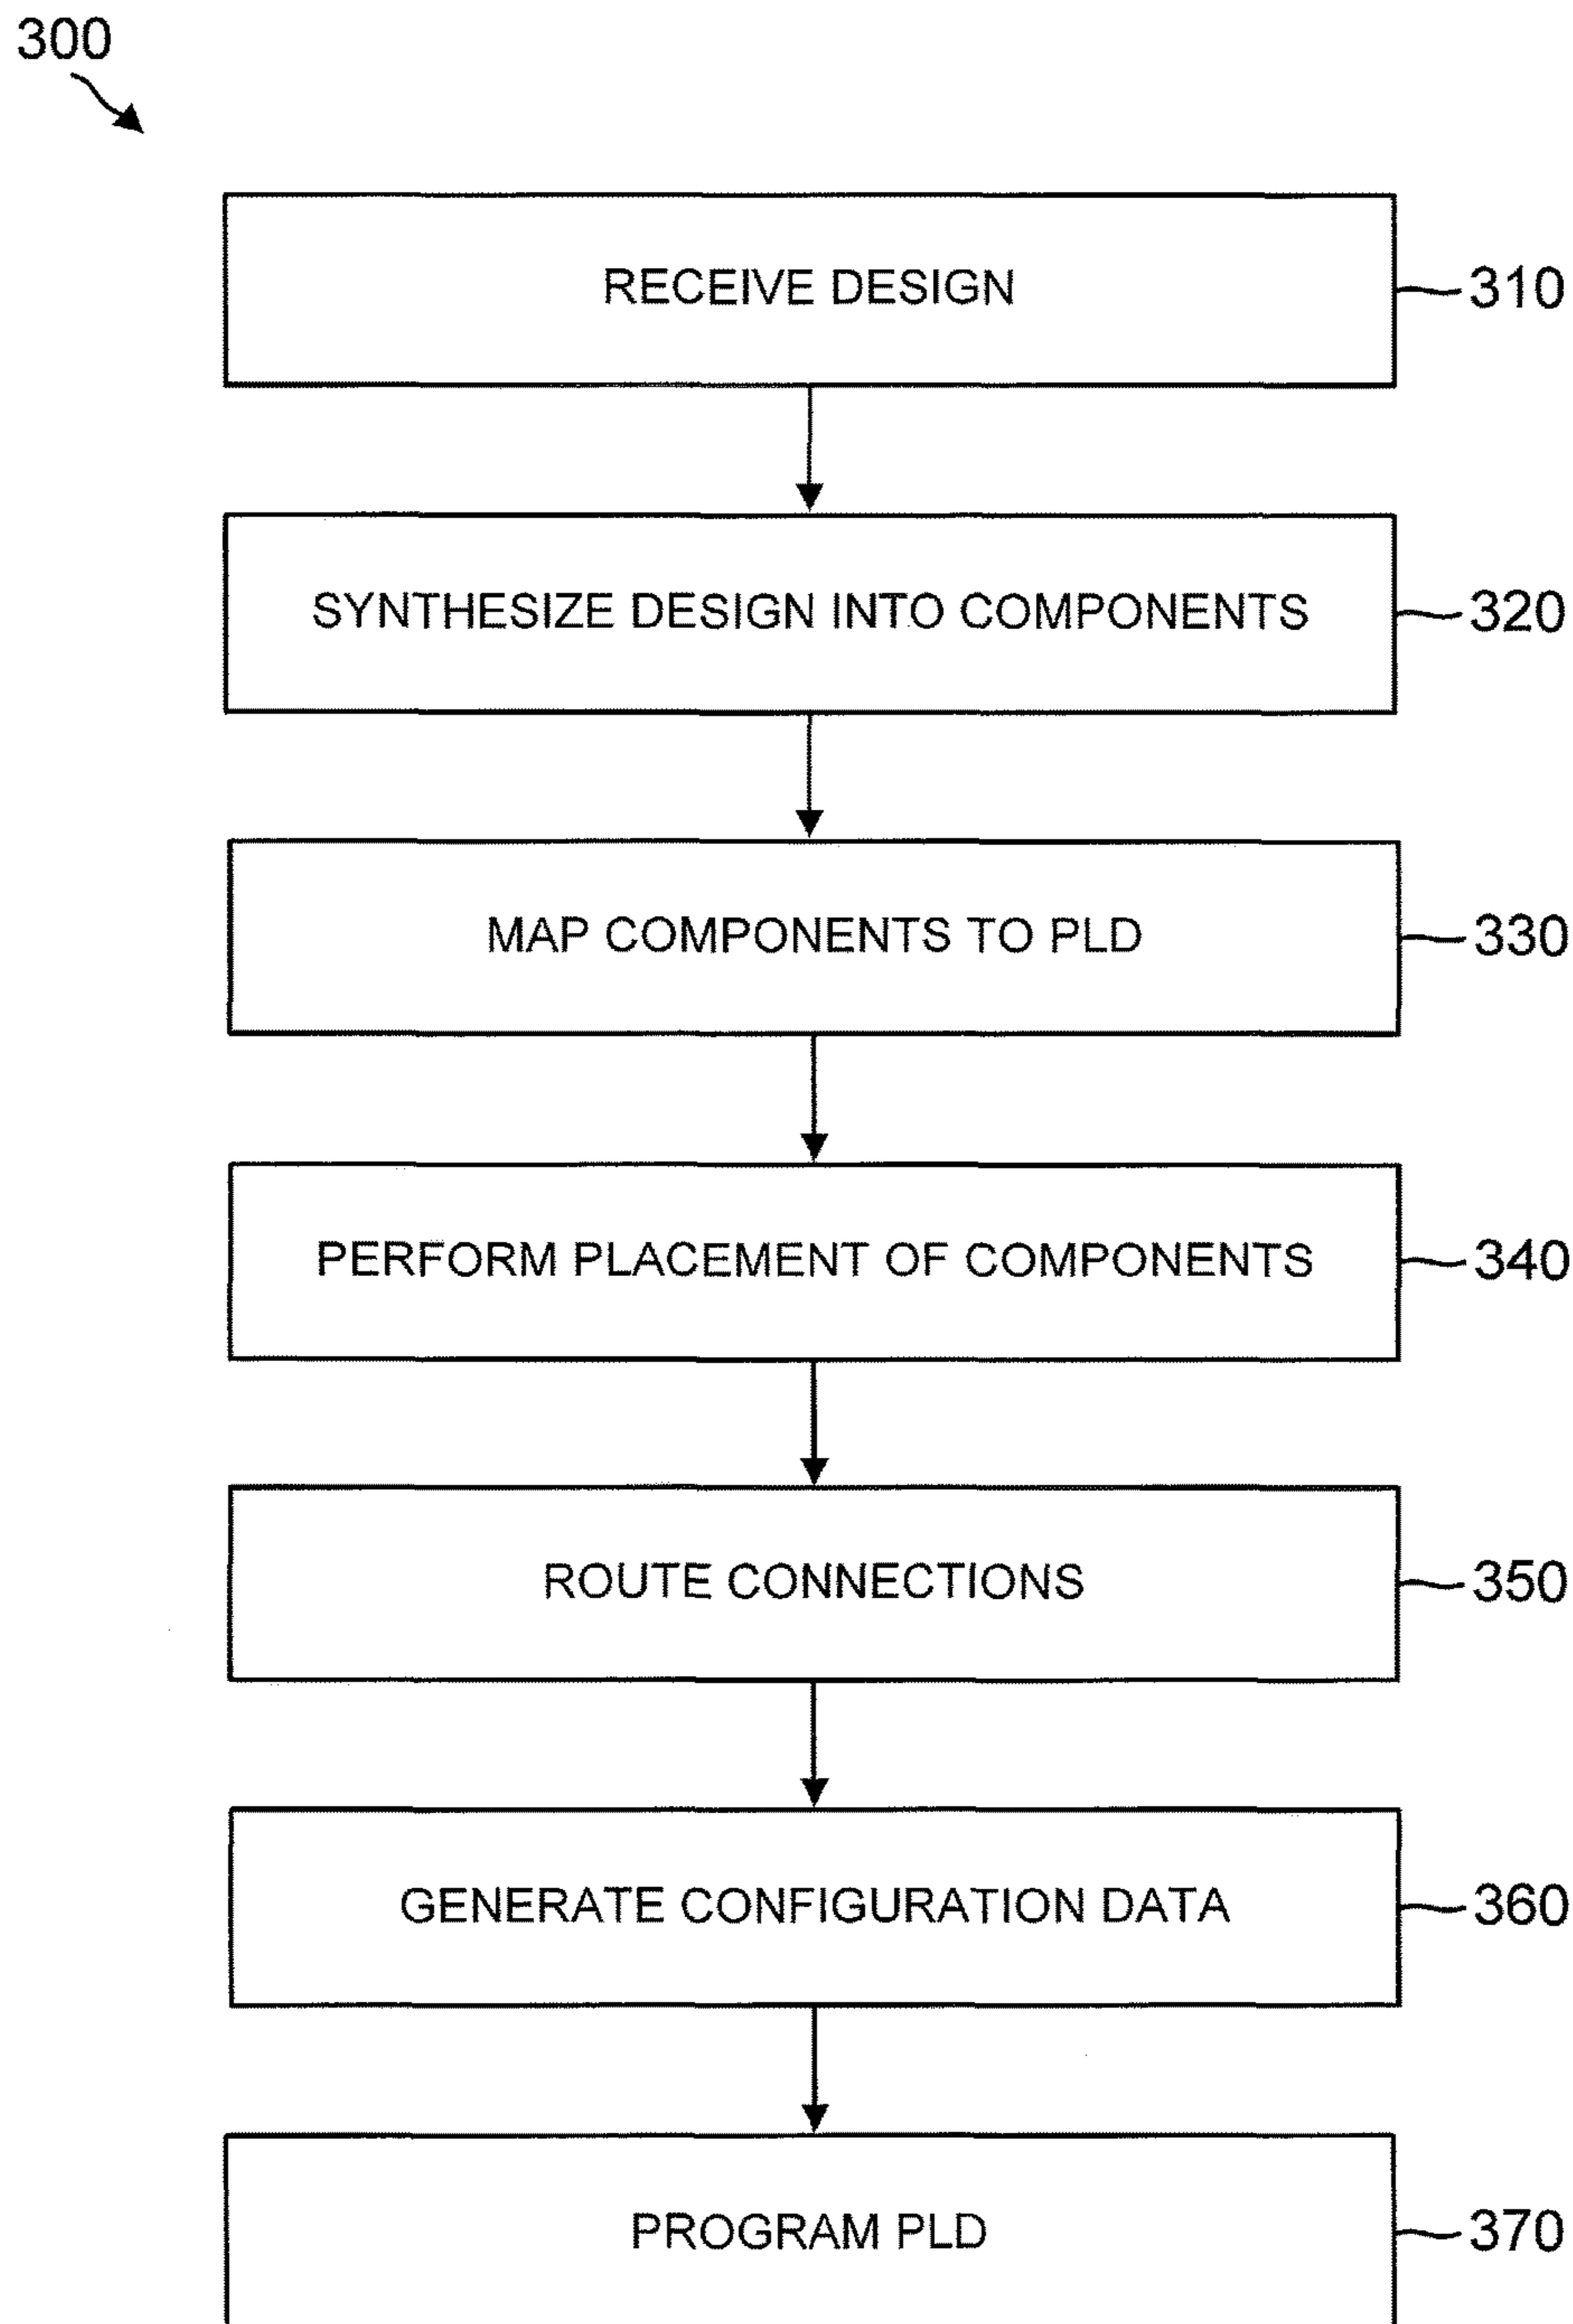 300
RECEIVE DESIGN 310
SYNTHESIZE DESIGN INTO COMPONENTS 320
MAP COMPONENTS TO PLD 330
PERFORM PLACEMENT OF COMPONENTS 340
ROUTE CONNECTIONS 350
GENERATE CONFIGURATION DATA 360
PROGRAM PLD 370